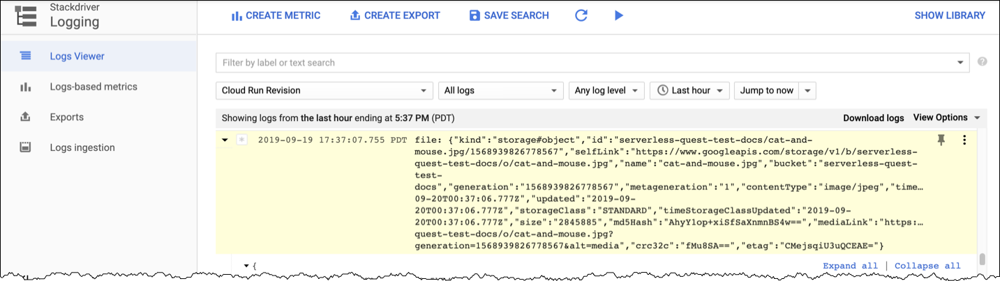 Stackdriver
Logging
CREATE METRIC
CREATE EXPORT
SAVE SEARCH
SHOW LIBRARY
Logs Viewer
Logs-based metrics
Exports
Logs ingestion
Filter by label or text search
?
Cloud Run Revision
All logs
Any log level
Last hour
Jump to now
Showing logs from the last hour ending at 5:37 PM (PDT)
Download logs
View Options
2019-09-19 17:37:07.755 PDT
file: {"kind":"storage#object","id":"serverless-quest-test-docs/cat-and-
mouse.jpg/1568939826778567","selfLink":"https://www.googleapis.com/storage/v1/b/serverless-
quest-test-docs/o/cat-and-mouse.jpg","name":"cat-and-mouse.jpg","bucket":"serverless-quest-
test-
docs","generation":"1568939826778567","metageneration":"1","contentType":"image/jpeg","time…
09-20T00:37:06.777Z","updated":"2019-09-
20T00:37:06.777Z","storageClass":"STANDARD","timeStorageClassUpdated":"2019-09-
20T00:37:06.777Z","size":"2845885","md5Hash":"AhyY1op+xiSfSaXnmnBS4w==","mediaLink":"https:…
quest-test-docs/o/cat-and-mouse.jpg?
generation=1568939826778567&alt=media","crc32c":"fMu8SA==","etag":"CMejsqiU3uQCEAE="}
{
Expand all | Collapse all